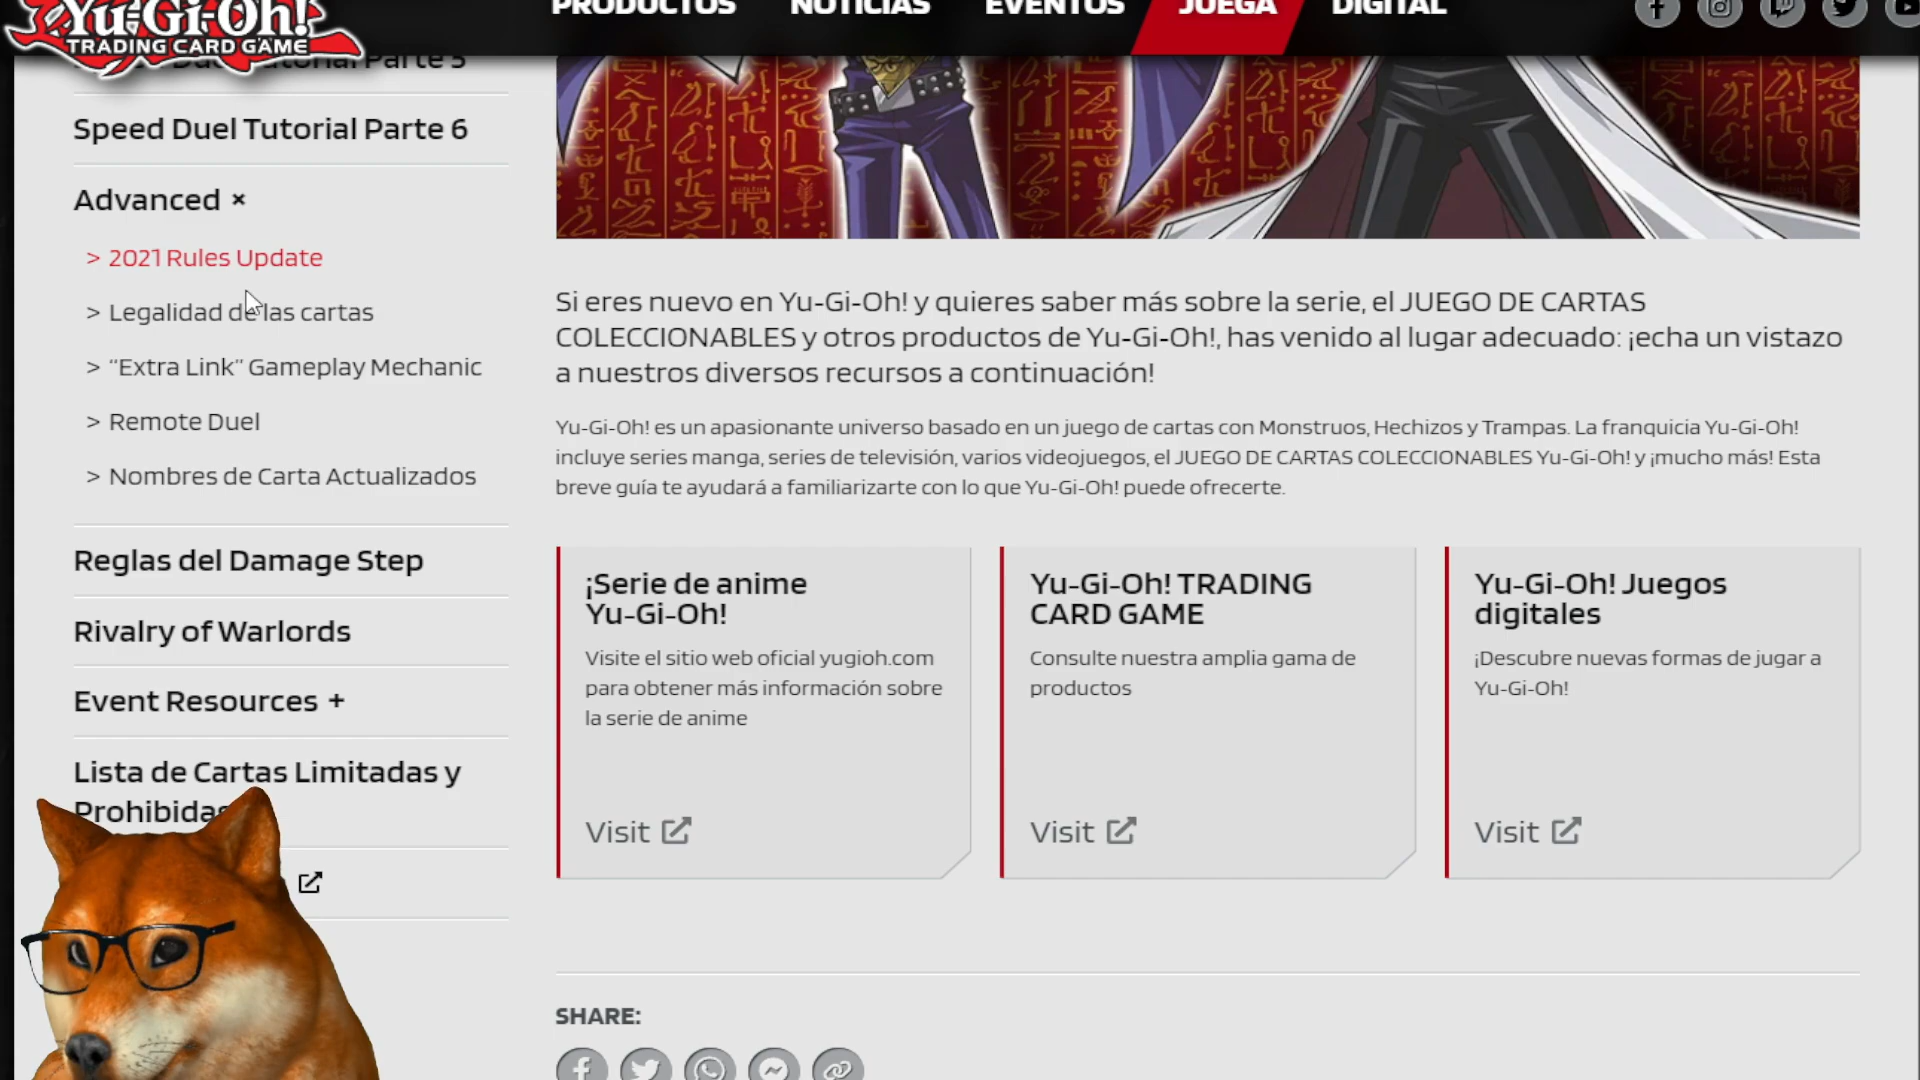 Yu-Gi-Oh!
TRADING CARD GAME
PRODUCTOS
NOTICIAS
EVENTOS
JUEGA
DIGITAL
Parte 5
Speed Duel Tutorial Parte 6
Advanced ×
> 2021 Rules Update
> Legalidad de las cartas
> “Extra Link” Gameplay Mechanic
> Remote Duel
> Nombres de Carta Actualizados
Reglas del Damage Step
Rivalry of Warlords
Event Resources +
Lista de Cartas Limitadas y
Prohibidas
Si eres nuevo en Yu-Gi-Oh! y quieres saber más sobre la serie, el JUEGO DE CARTAS
COLECCIONABLES y otros productos de Yu-Gi-Oh!, has venido al lugar adecuado: ¡echa un vistazo
a nuestros diversos recursos a continuación!
Yu-Gi-Oh! es un apasionante universo basado en un juego de cartas con Monstruos, Hechizos y Trampas. La franquicia Yu-Gi-Oh!
incluye series manga, series de televisión, varios videojuegos, el JUEGO DE CARTAS COLECCIONABLES Yu-Gi-Oh! y ¡mucho más! Esta
breve guía te ayudará a familiarizarte con lo que Yu-Gi-Oh! puede ofrecerte.
¡Serie de anime
Yu-Gi-Oh!
Visite el sitio web oficial yugioh.com
para obtener más información sobre
la serie de anime
Visit
Yu-Gi-Oh! TRADING
CARD GAME
Consulte nuestra amplia gama de
productos
Visit
Yu-Gi-Oh! Juegos
digitales
¡Descubre nuevas formas de jugar a
Yu-Gi-Oh!
Visit
SHARE: